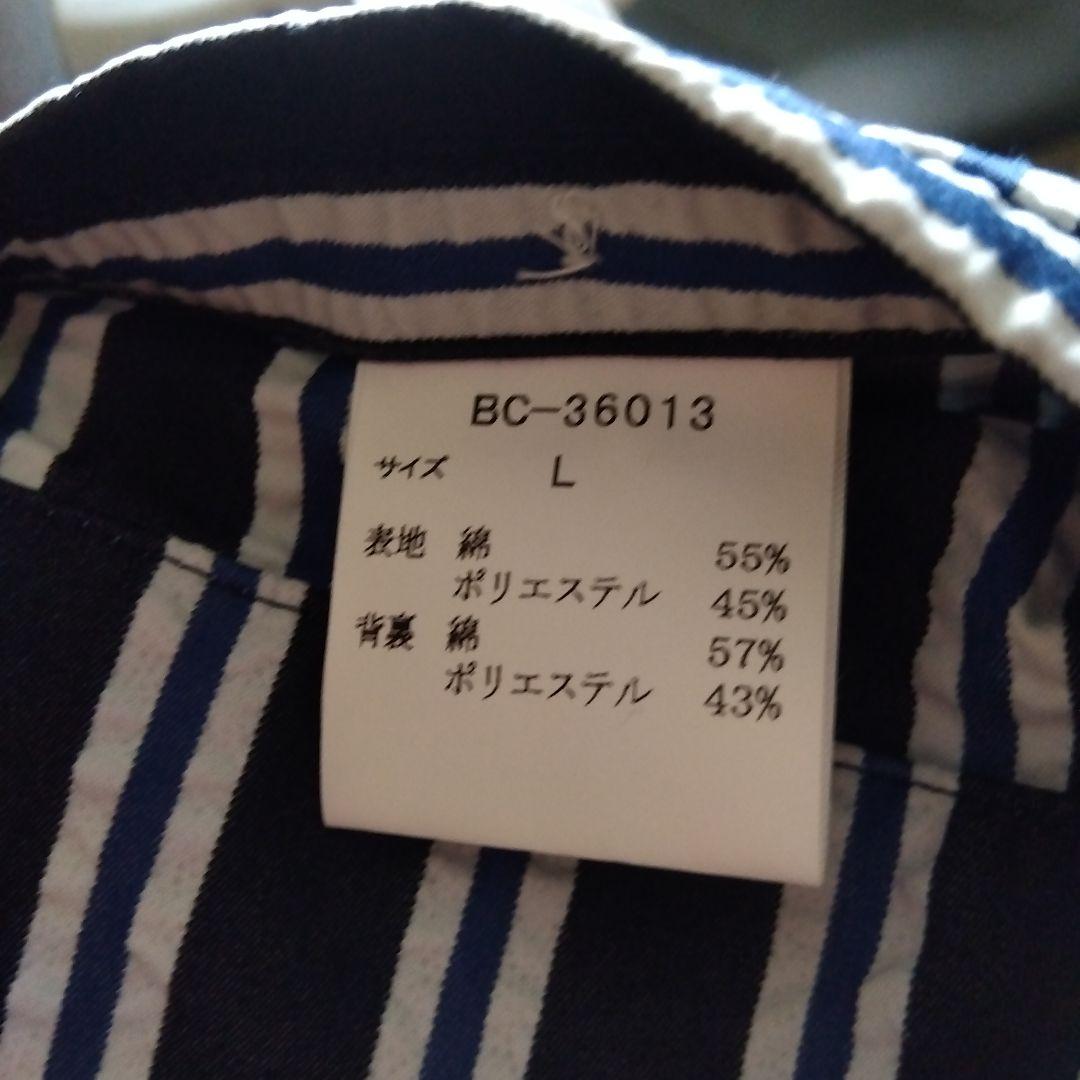 BC-36013
サイズ L
表地 綿 55%
ポリエステル 45%
背裏 綿 57%
ポリエステル 43%